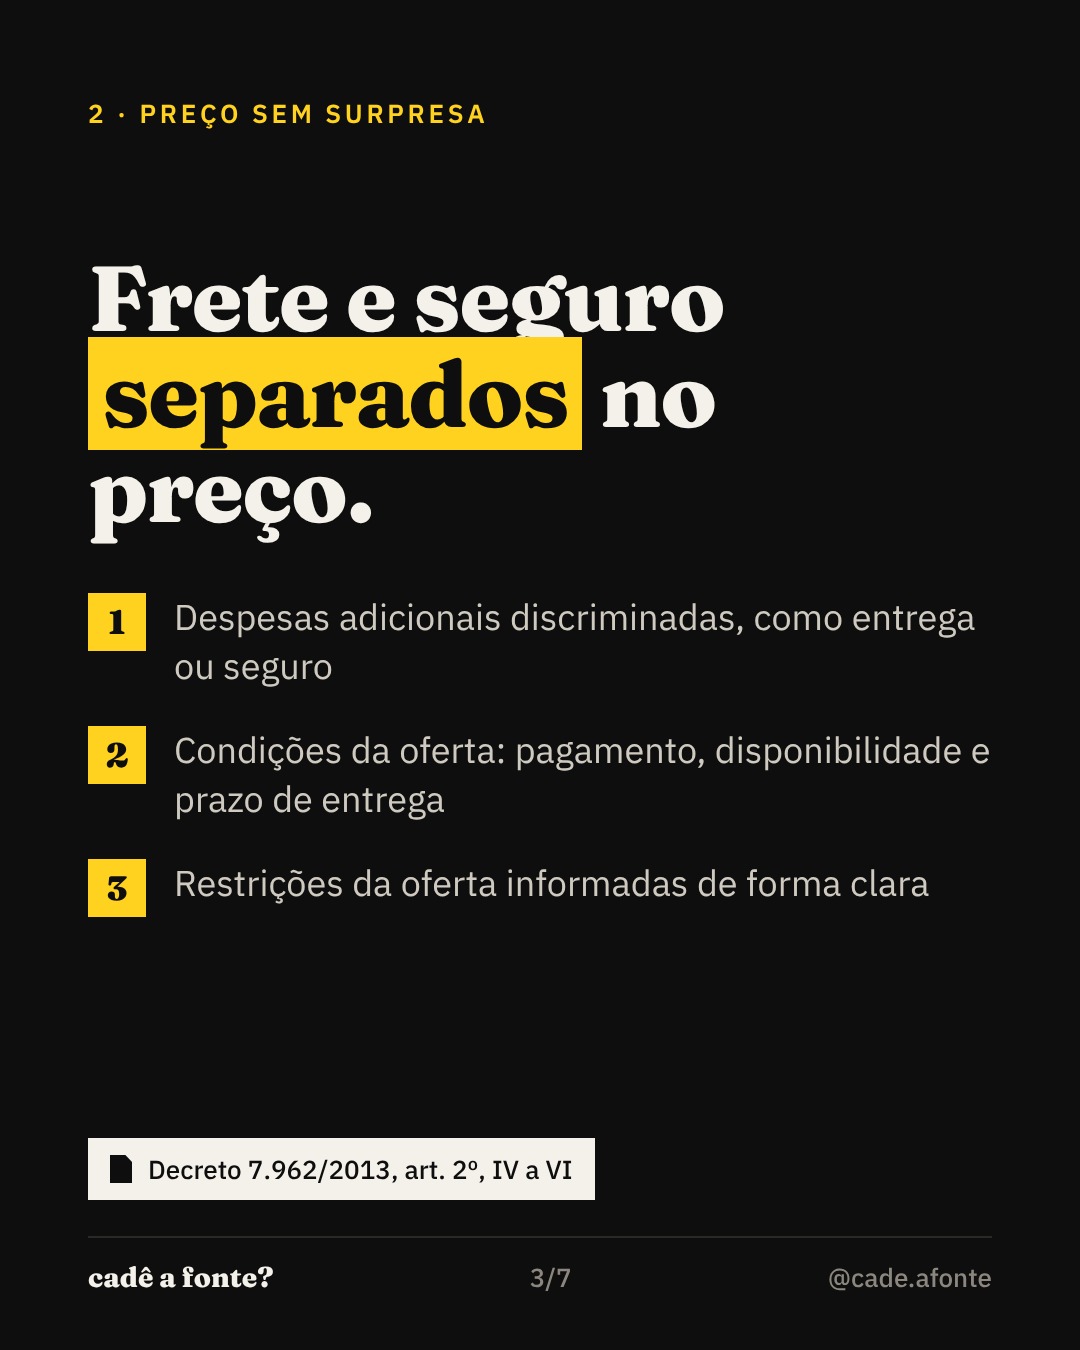 2 · PREÇO SEM SURPRESA
Frete e seguro
separados no
preço.
1 Despesas adicionais discriminadas, como entrega
ou seguro
2 Condições da oferta: pagamento, disponibilidade e
prazo de entrega
3 Restrições da oferta informadas de forma clara
Decreto 7.962/2013, art. 2º, IV a VI
cadê a fonte? 3/7 @cade.afonte